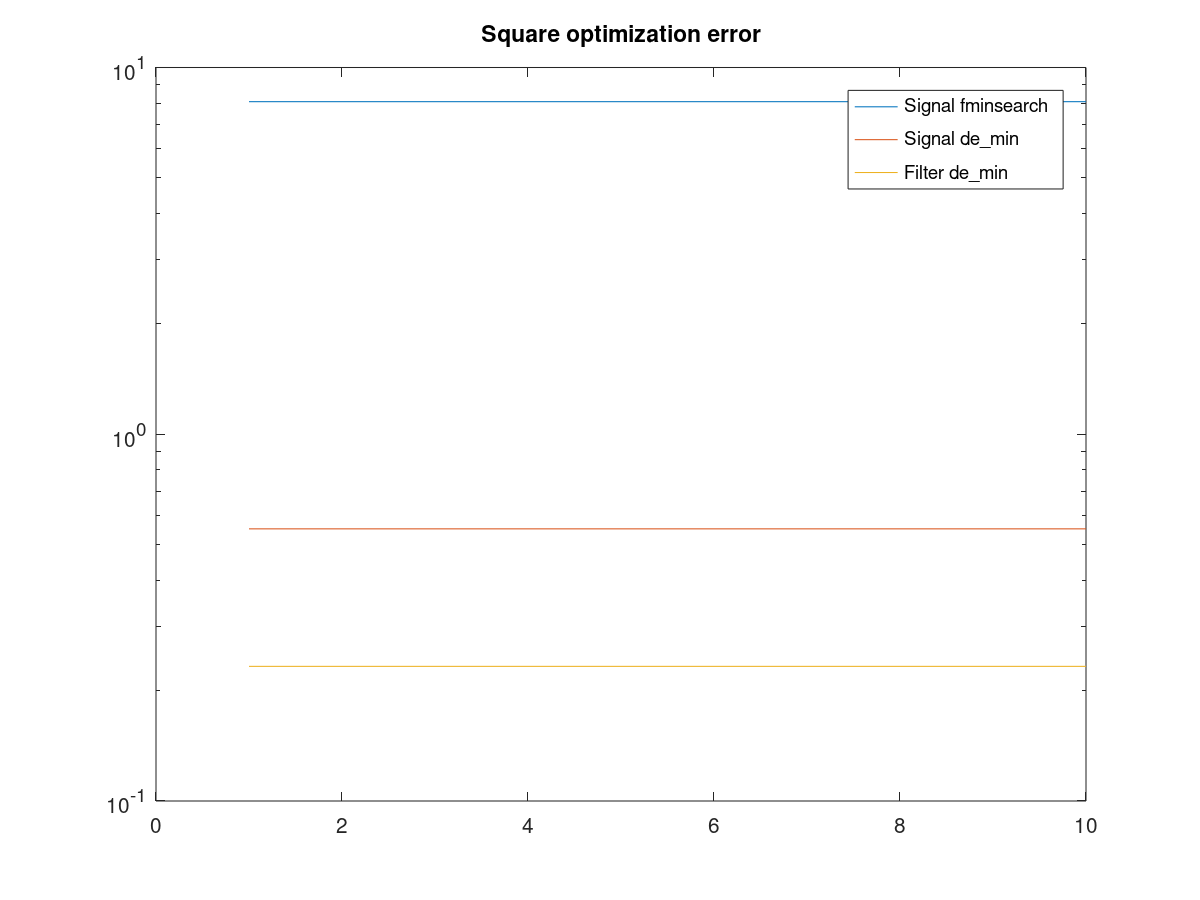 Square optimization error
10^1
10^0
10^-1
Signal fminsearch
Signal de_min
Filter de_min
0 2 4 6 8 10